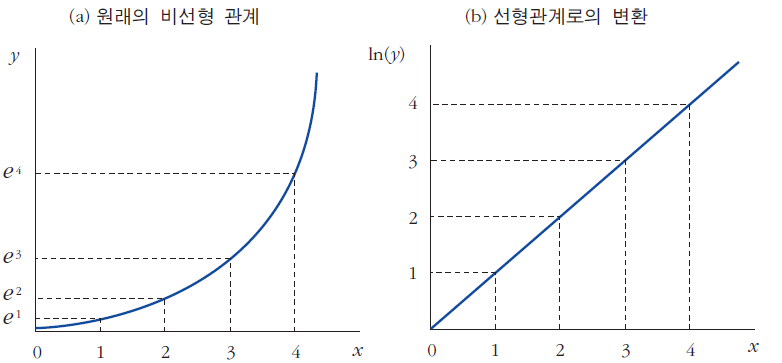 (a) 원래의 비선형 관계
y
e⁴
e³
e²
e¹
0 1 2 3 4 x
(b) 선형관계로의 변환
ln(y)
4
3
2
1
0 1 2 3 4 x